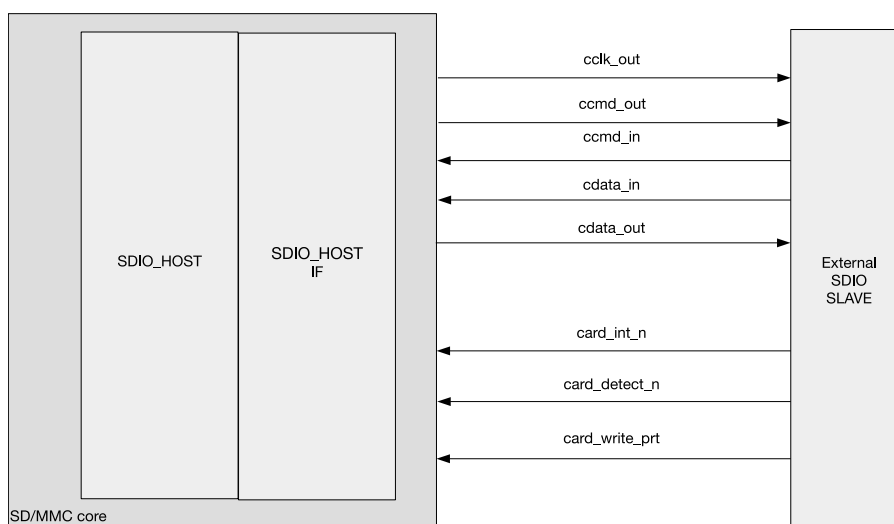 cclk_out
ccmd_out
ccmd_in
cdata_in
cdata_out
SDIO_HOST
SDIO_HOST
IF
External
SDIO
SLAVE
card_int_n
card_detect_n
card_write_prt
SD/MMC core